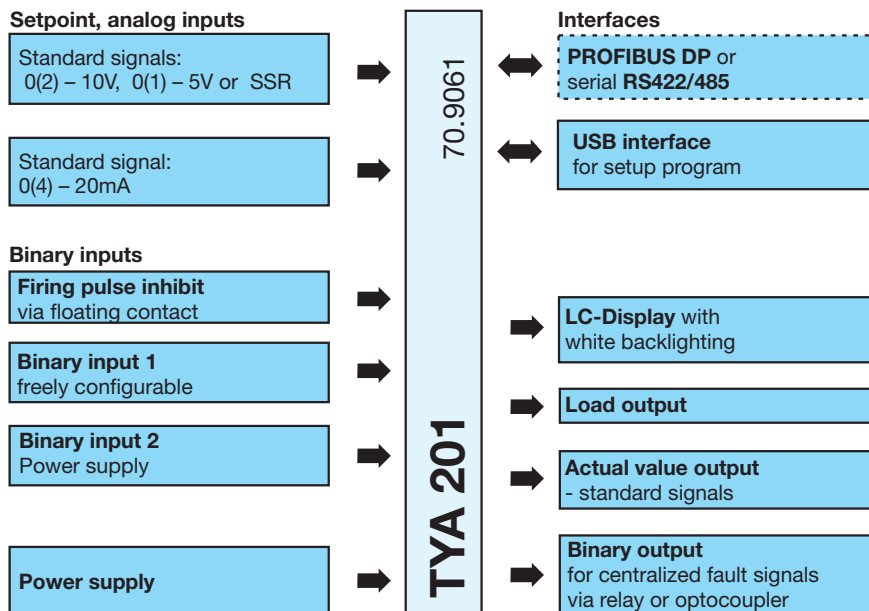 Setpoint, analog inputs
Standard signals:
0(2) – 10V, 0(1) – 5V or SSR
Standard signal:
0(4) – 20mA
Binary inputs
Firing pulse inhibit
via floating contact
Binary input 1
freely configurable
Binary input 2
Power supply
Power supply
70.9061
TYA 201
Interfaces
PROFIBUS DP or
serial RS422/485
USB interface
for setup program
LC-Display with
white backlighting
Load output
Actual value output
- standard signals
Binary output
for centralized fault signals
via relay or optocoupler